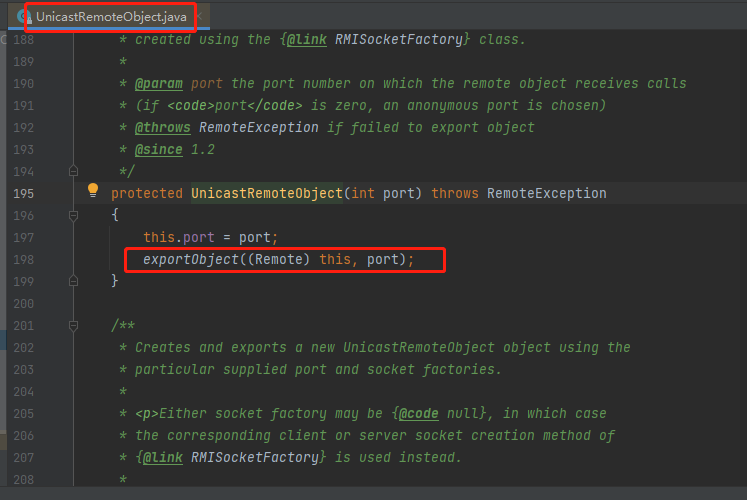 UnicastRemoteObject.java
188 * created using the {@link RMISocketFactory} class.
189 *
190 * @param port the port number on which the remote object receives calls
191 * (if <code>port</code> is zero, an anonymous port is chosen)
192 * @throws RemoteException if failed to export object
193 * @since 1.2
194 */
195 protected UnicastRemoteObject(int port) throws RemoteException
196 {
197 this.port = port;
198 exportObject((Remote) this, port);
199 }
200
201 /**
202 * Creates and exports a new UnicastRemoteObject object using the
203 * particular supplied port and socket factories.
204 *
205 * <p>Either socket factory may be {@code null}, in which case
206 * the corresponding client or server socket creation method of
207 * {@link RMISocketFactory} is used instead.
208 *